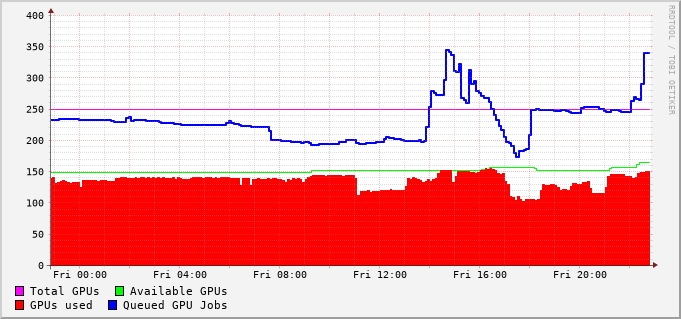 400
350
300
250
200
150
100
50
0
Fri 00:00 Fri 04:00 Fri 08:00 Fri 12:00 Fri 16:00 Fri 20:00
Total GPUs Available GPUs
GPUs used Queued GPU Jobs
RRDTOOL / TOBI OETIKER